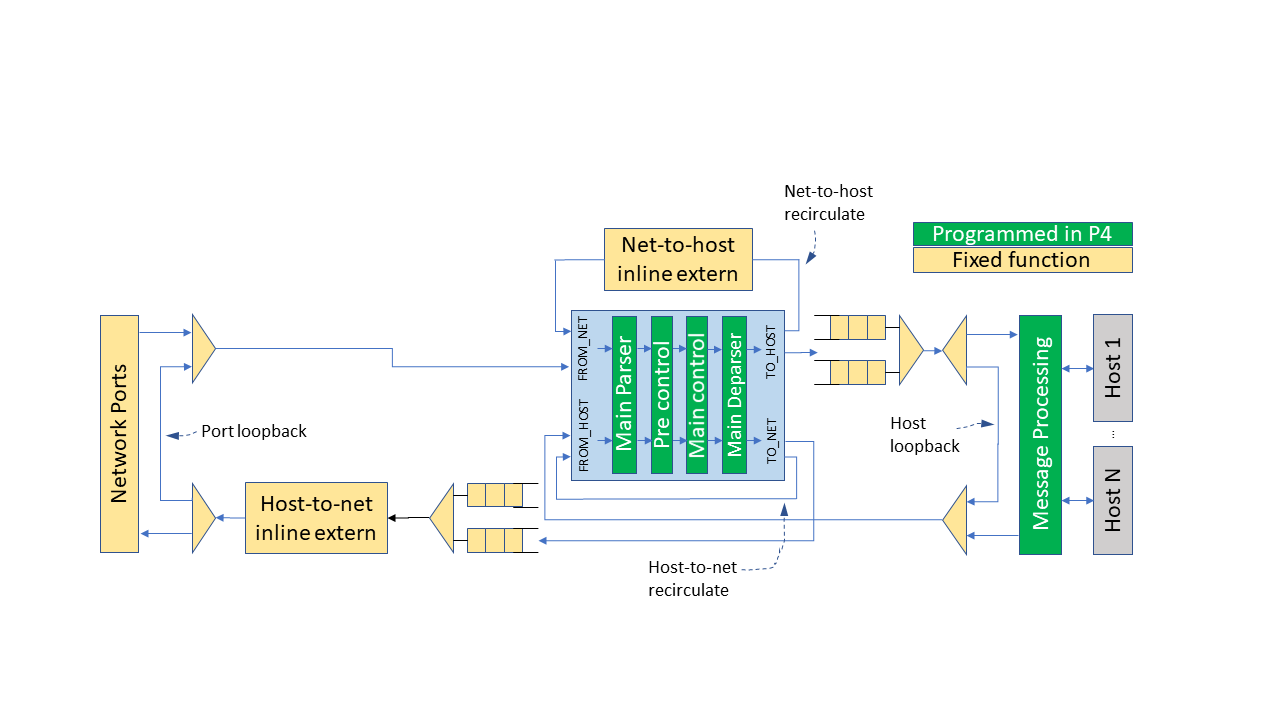 Net-to-host
recirculate
Programmed in P4
Fixed function
Net-to-host
inline extern
Network Ports
Port loopback
FROM_NET
FROM_HOST
Main Parser
Pre control
Main control
Main Deparser
TO_HOST
TO_NET
Host
loopback
Message Processing
Host 1
...
Host N
Host-to-net
inline extern
Host-to-net
recirculate